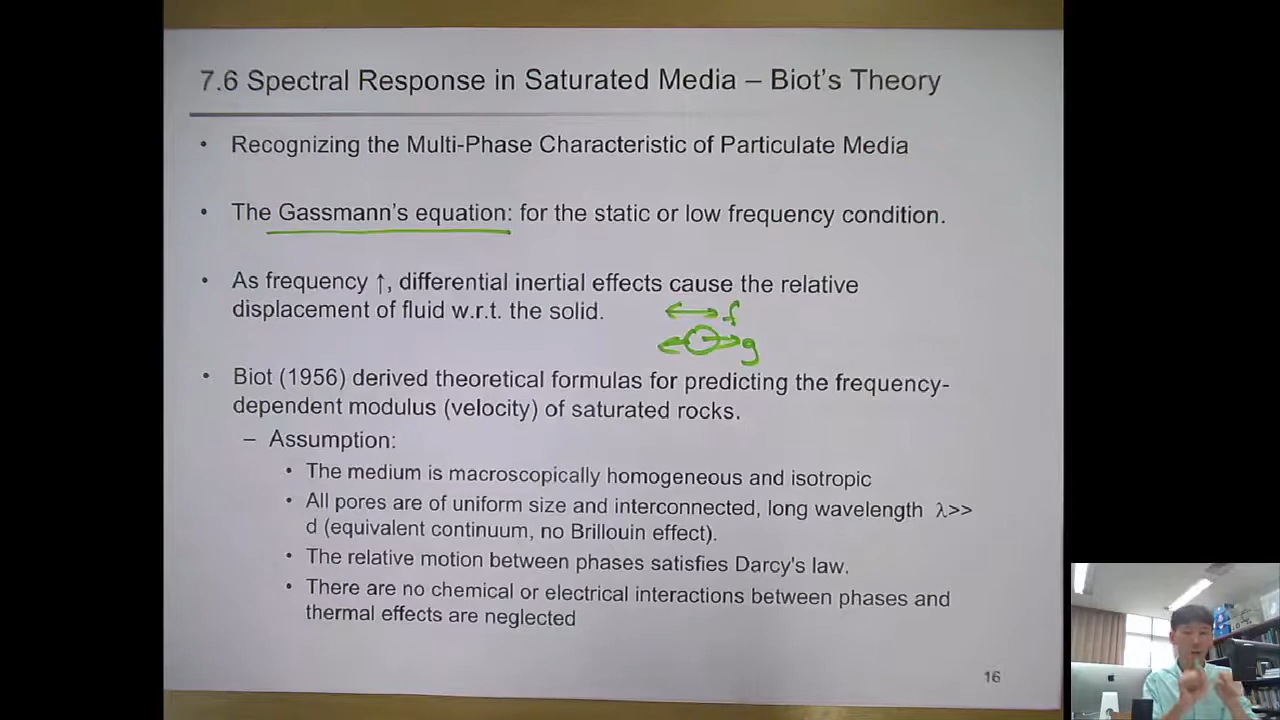 7.6 Spectral Response in Saturated Media – Biot's Theory
• Recognizing the Multi-Phase Characteristic of Particulate Media
• The Gassmann's equation: for the static or low frequency condition.
• As frequency ↑, differential inertial effects cause the relative
displacement of fluid w.r.t. the solid.
f
g
• Biot (1956) derived theoretical formulas for predicting the frequency-
dependent modulus (velocity) of saturated rocks.
– Assumption:
• The medium is macroscopically homogeneous and isotropic
• All pores are of uniform size and interconnected, long wavelength λ>>
d (equivalent continuum, no Brillouin effect).
• The relative motion between phases satisfies Darcy's law.
• There are no chemical or electrical interactions between phases and
thermal effects are neglected
16